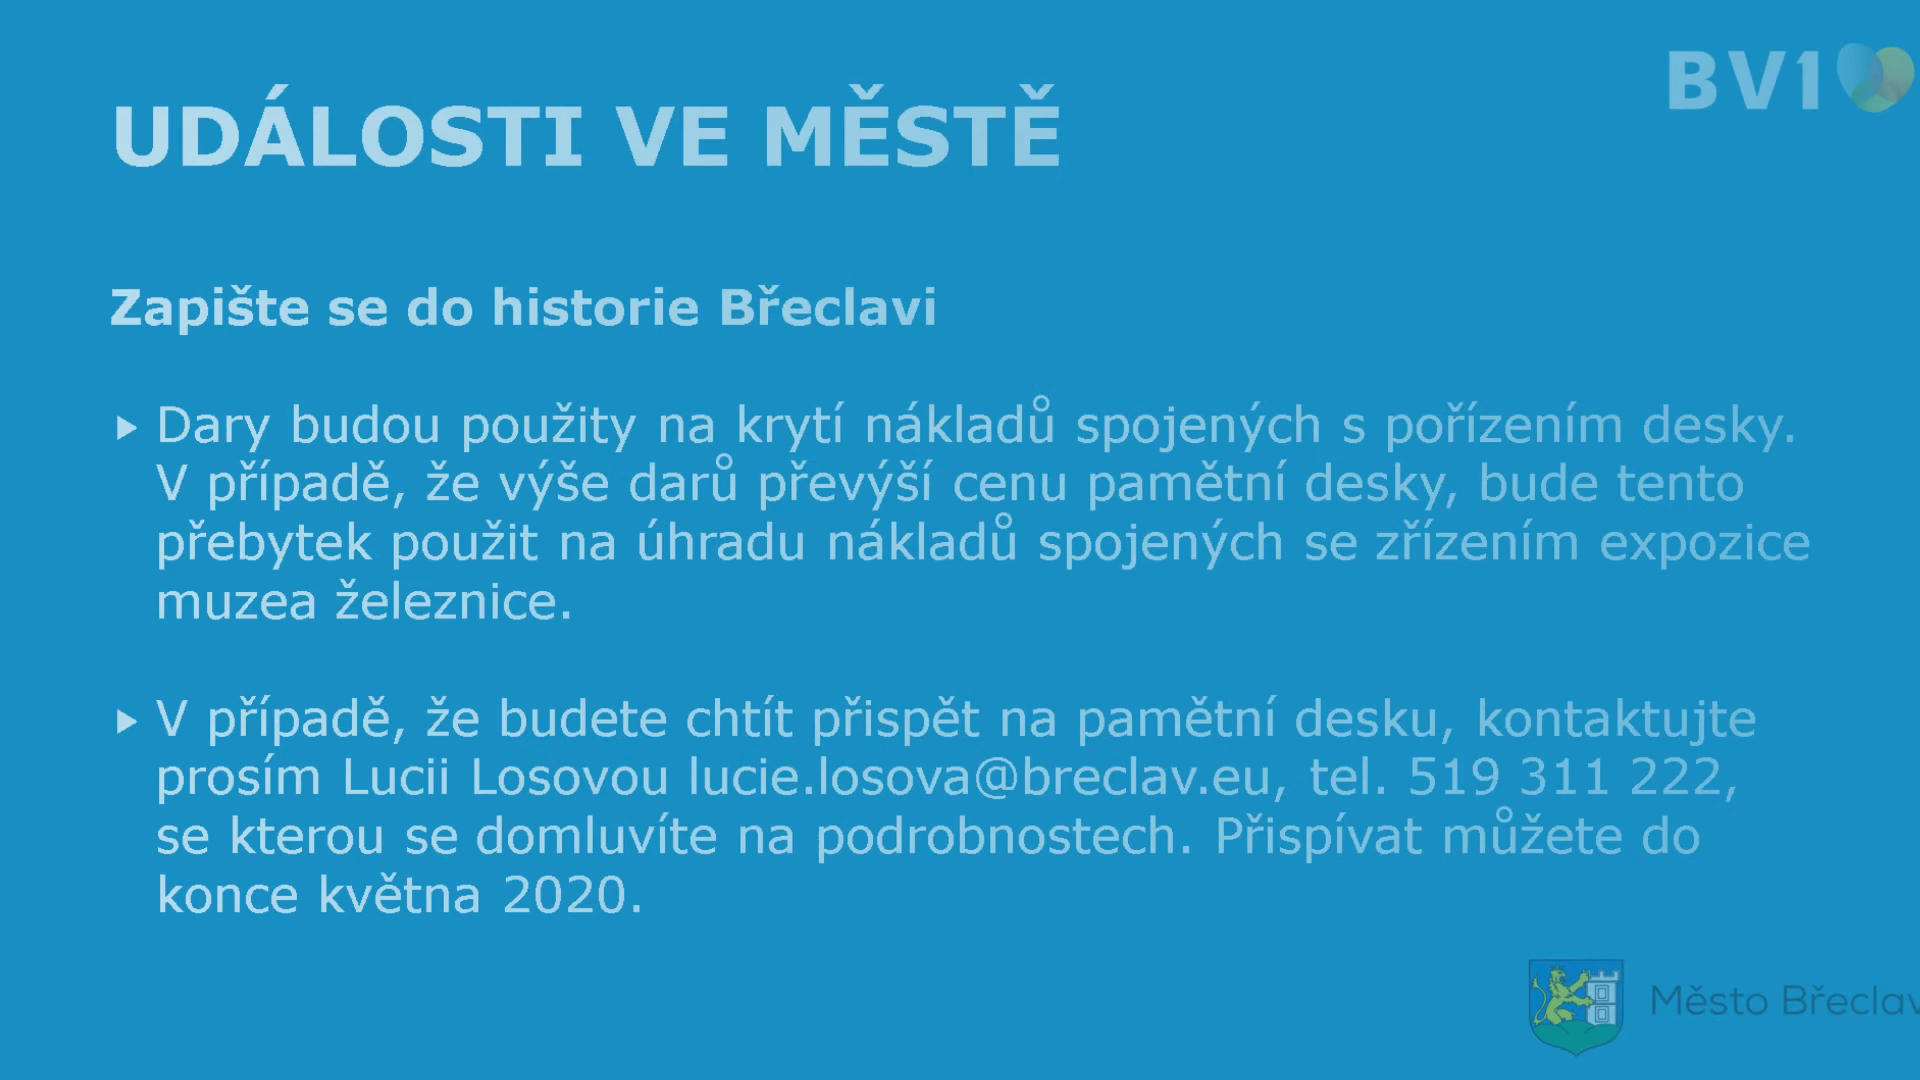 BV1
UDÁLOSTI VE MĚSTĚ
Zapište se do historie Břeclavi
▶ Dary budou použity na krytí nákladů spojených s pořízením desky.
V případě, že výše darů převýší cenu pamětní desky, bude tento
přebytek použit na úhradu nákladů spojených se zřízením expozice
muzea železnice.
▶ V případě, že budete chtít přispět na pamětní desku, kontaktujte
prosím Lucii Losovou lucie.losova@breclav.eu, tel. 519 311 222,
se kterou se domluvíte na podrobnostech. Přispívat můžete do
konce května 2020.
Město Břeclav